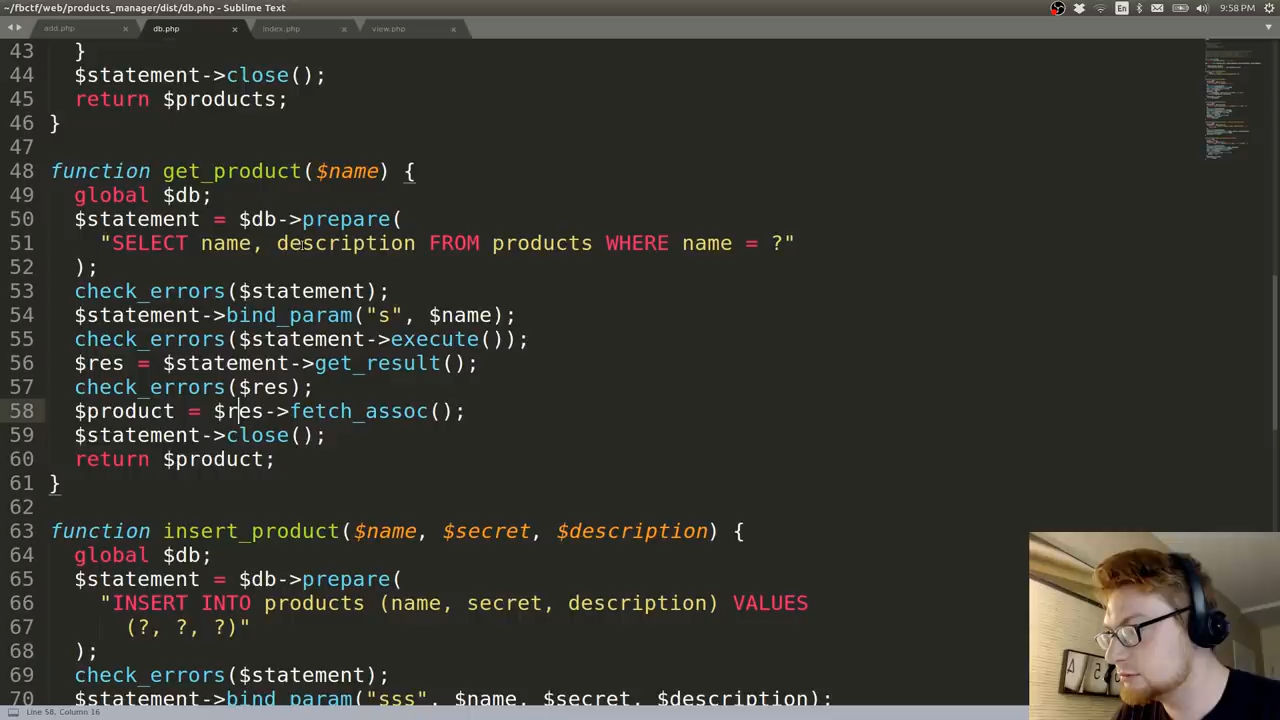 ~/fbctf/web/products_manager/dist/db.php - Sublime Text
En
9:58 PM
add.php
db.php
index.php
view.php
43 }
44 $statement->close();
45 return $products;
46 }
47
48 function get_product($name) {
49 global $db;
50 $statement = $db->prepare(
51 "SELECT name, description FROM products WHERE name = ?"
52 );
53 check_errors($statement);
54 $statement->bind_param("s", $name);
55 check_errors($statement->execute());
56 $res = $statement->get_result();
57 check_errors($res);
58 $product = $res->fetch_assoc();
59 $statement->close();
60 return $product;
61 }
62
63 function insert_product($name, $secret, $description) {
64 global $db;
65 $statement = $db->prepare(
66 "INSERT INTO products (name, secret, description) VALUES
67 (?, ?, ?)"
68 );
69 check_errors($statement);
70 $statement->bind_param("sss", $name, $secret, $description);
Line 58, Column 16